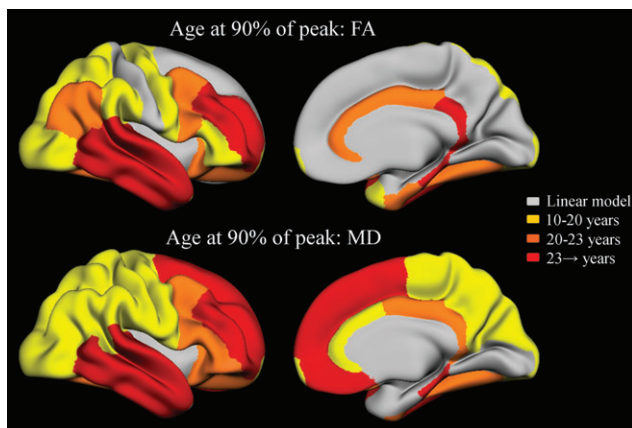 Age at 90% of peak: FA
Linear model
10-20 years
20-23 years
23→ years
Age at 90% of peak: MD